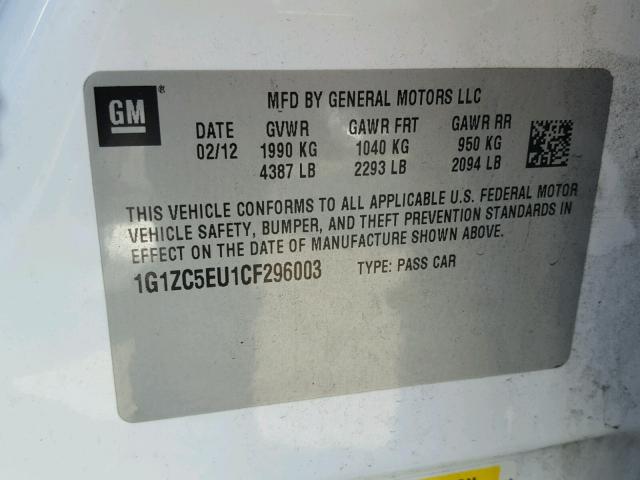 GM®
MFD BY GENERAL MOTORS LLC
DATE GVWR GAWR FRT GAWR RR
02/12 1990 KG 1040 KG 950 KG
4387 LB 2293 LB 2094 LB
THIS VEHICLE CONFORMS TO ALL APPLICABLE U.S. FEDERAL MOTOR
VEHICLE SAFETY, BUMPER, AND THEFT PREVENTION STANDARDS IN
EFFECT ON THE DATE OF MANUFACTURE SHOWN ABOVE.
1G1ZC5EU1CF296003 TYPE: PASS CAR